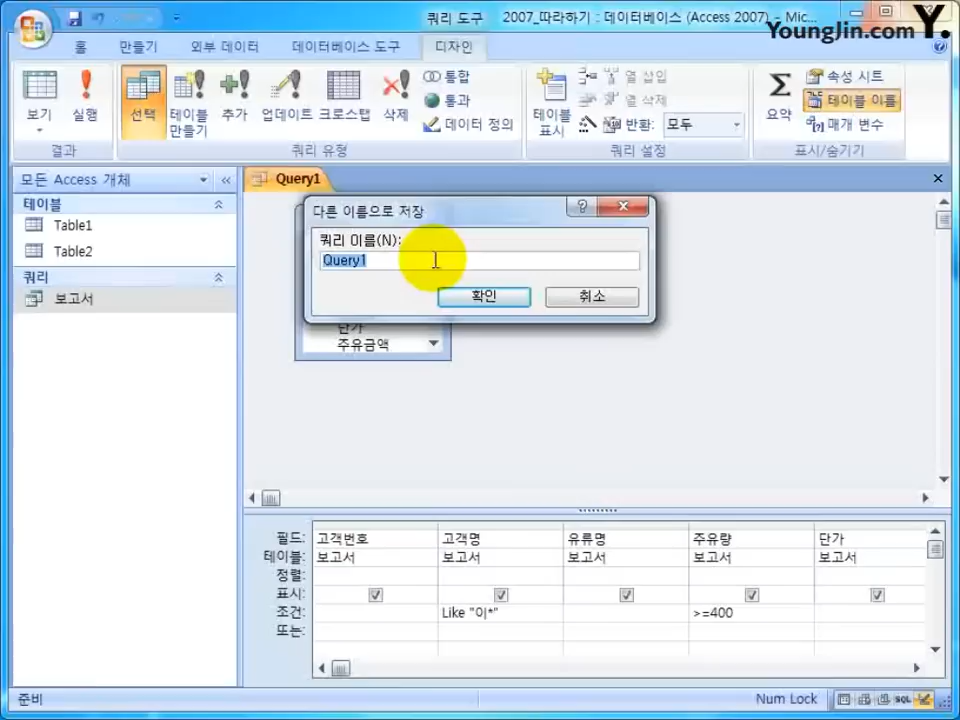 쿼리 도구
2007_따라하기 : 데이터베이스 (Access 2007) - Mic...
YoungJin.com Y.
홈 만들기 외부 데이터 데이터베이스 도구 디자인
보기 실행 선택 테이블 만들기 추가 업데이트 크로스탭 삭제
통합
통과
데이터 정의
테이블 표시
열 삽입
열 삭제
반환: 모두
요약
속성 시트
테이블 이름
매개 변수
결과 쿼리 유형 쿼리 설정 표시/숨기기
모든 Access 개체
테이블
Table1
Table2
쿼리
보고서
Query1
다른 이름으로 저장
쿼리 이름(N):
Query1
확인 취소
단가
주유금액
필드: 고객번호 고객명 유류명 주유량 단가
테이블: 보고서 보고서 보고서 보고서 보고서
정렬:
표시:
조건: Like "이*" >=400
또는:
준비 Num Lock SQL